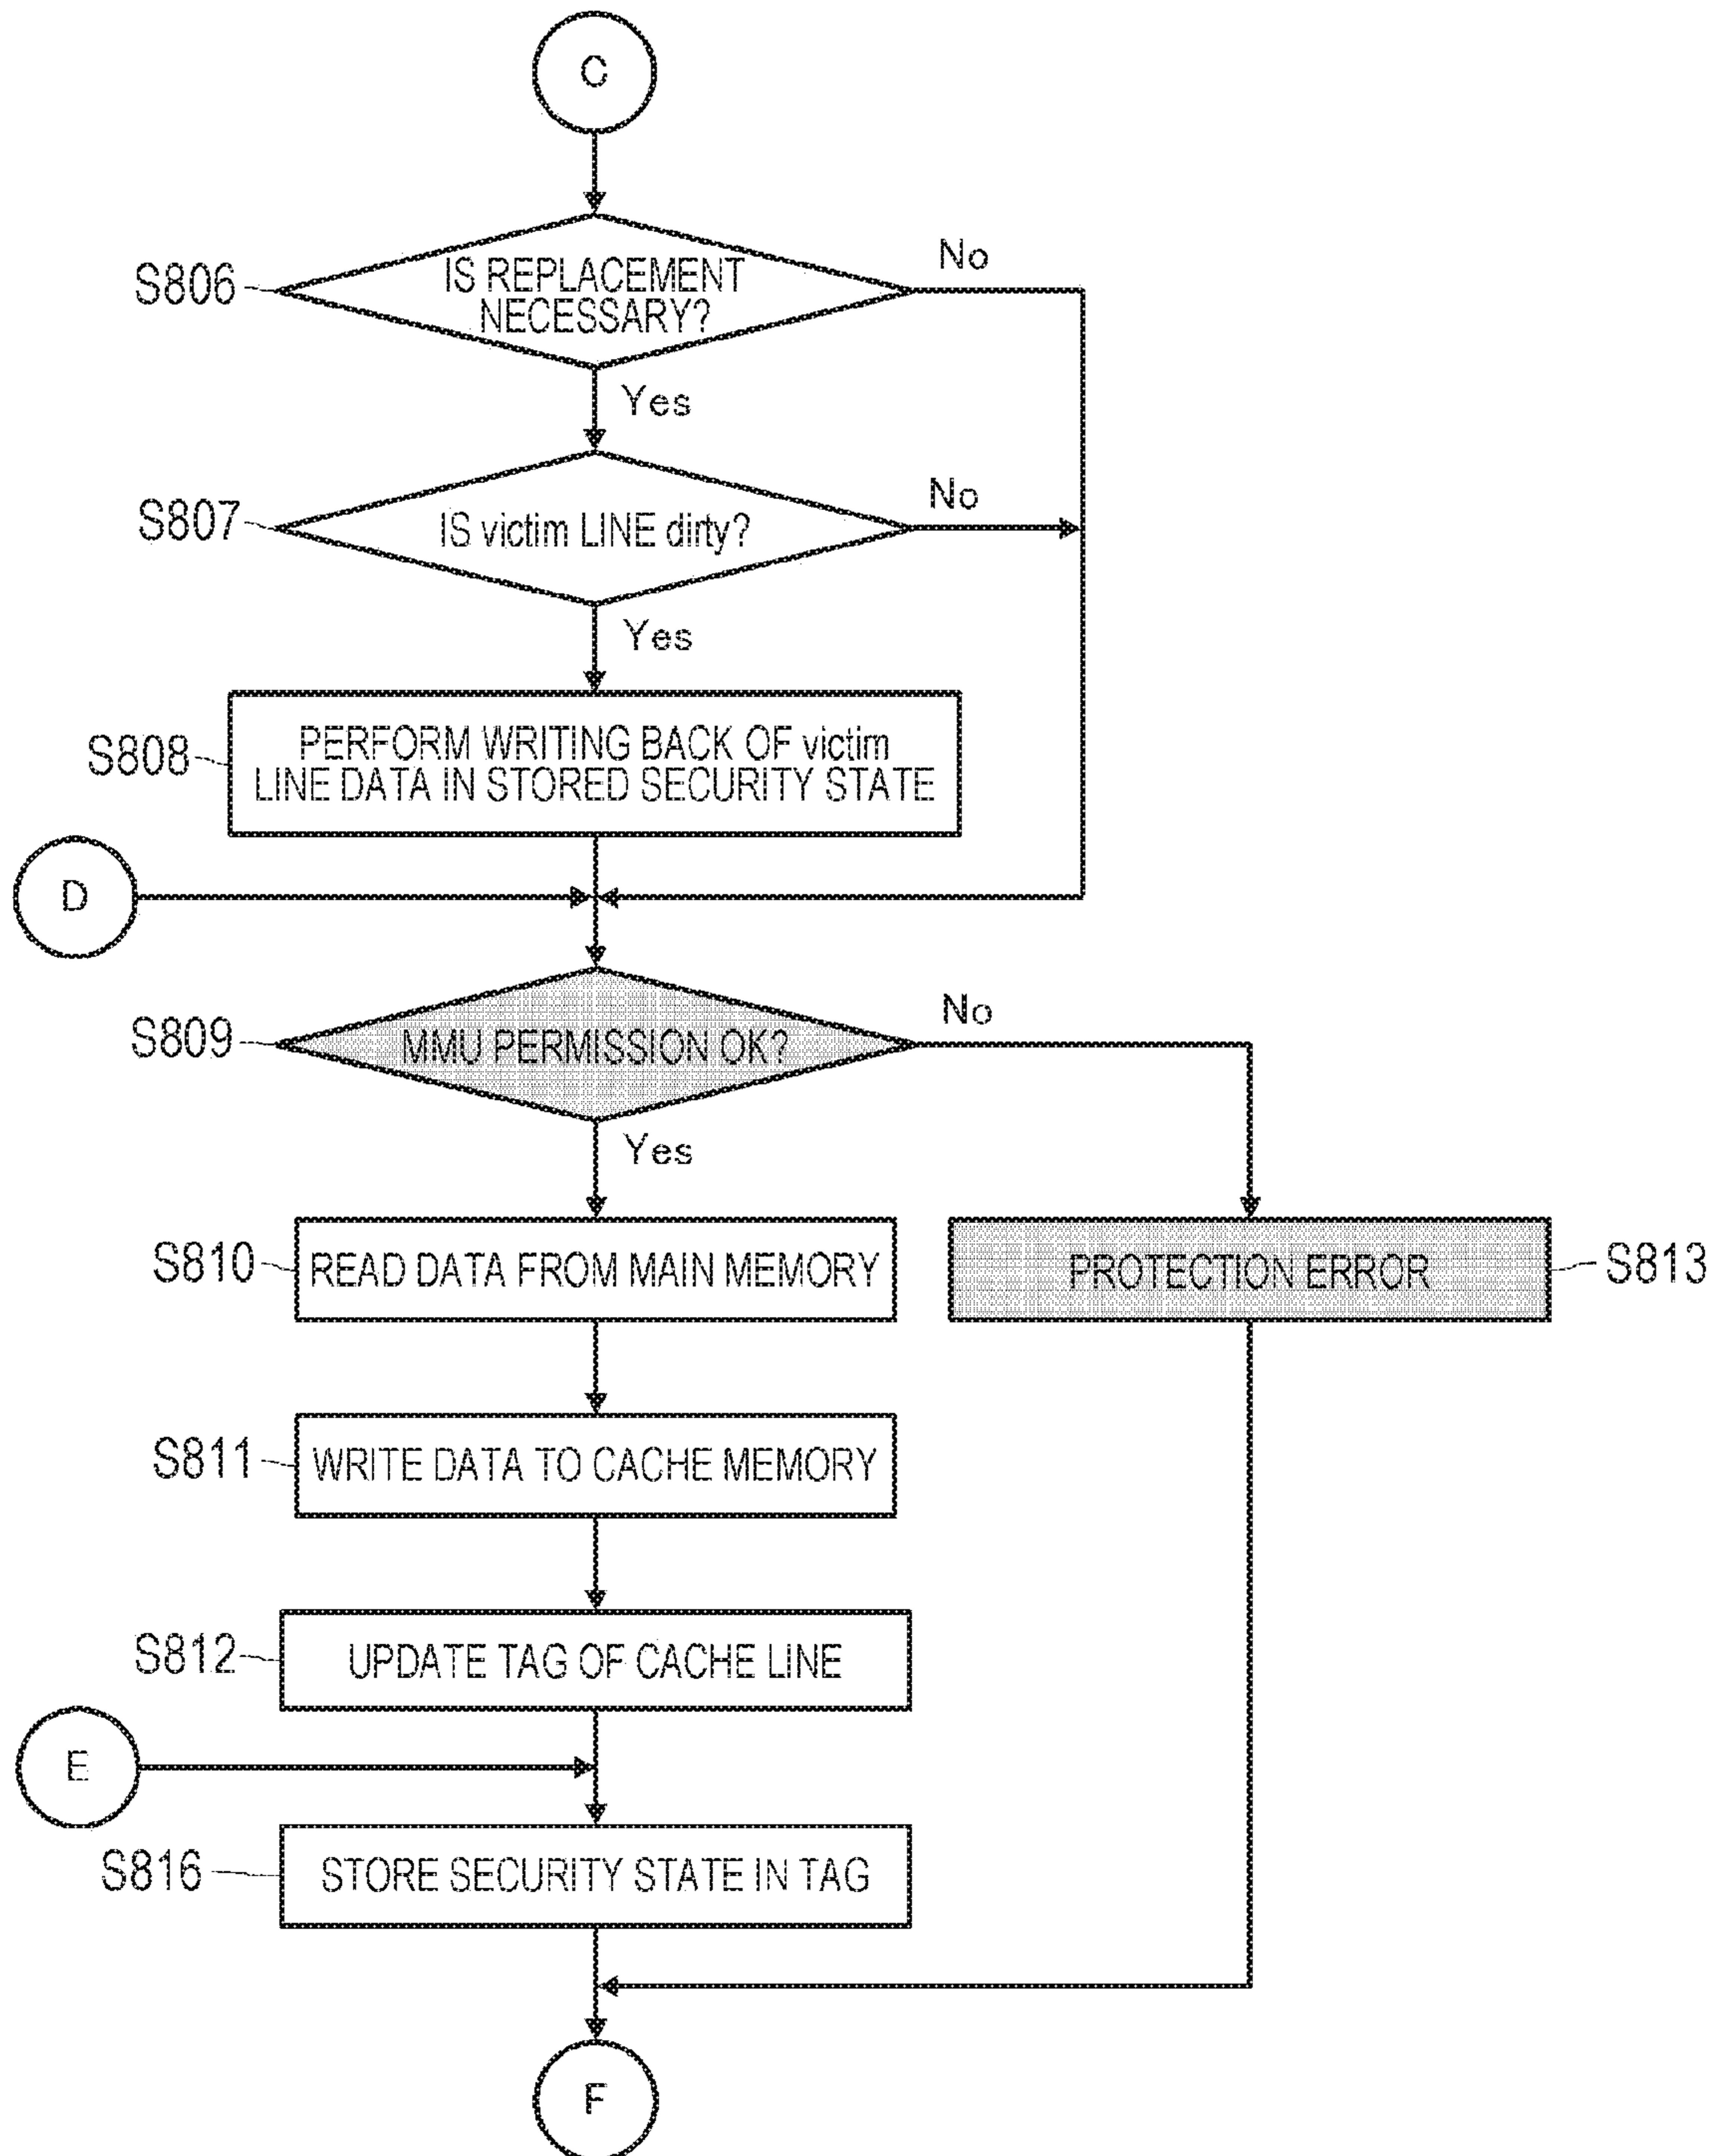 C
S806
IS REPLACEMENT
NECESSARY?
No
Yes
S807
IS victim LINE dirty?
No
Yes
S808
PERFORM WRITING BACK OF victim
LINE DATA IN STORED SECURITY STATE
D
S809
MMU PERMISSION OK?
No
Yes
S810
READ DATA FROM MAIN MEMORY
PROTECTION ERROR
S813
S811
WRITE DATA TO CACHE MEMORY
S812
UPDATE TAG OF CACHE LINE
E
S816
STORE SECURITY STATE IN TAG
F